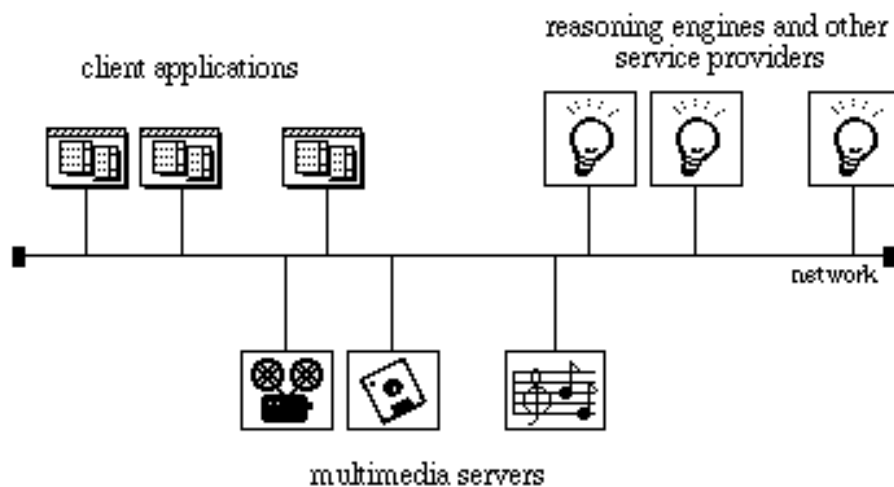 client applications
reasoning engines and other
service providers
network
multimedia servers